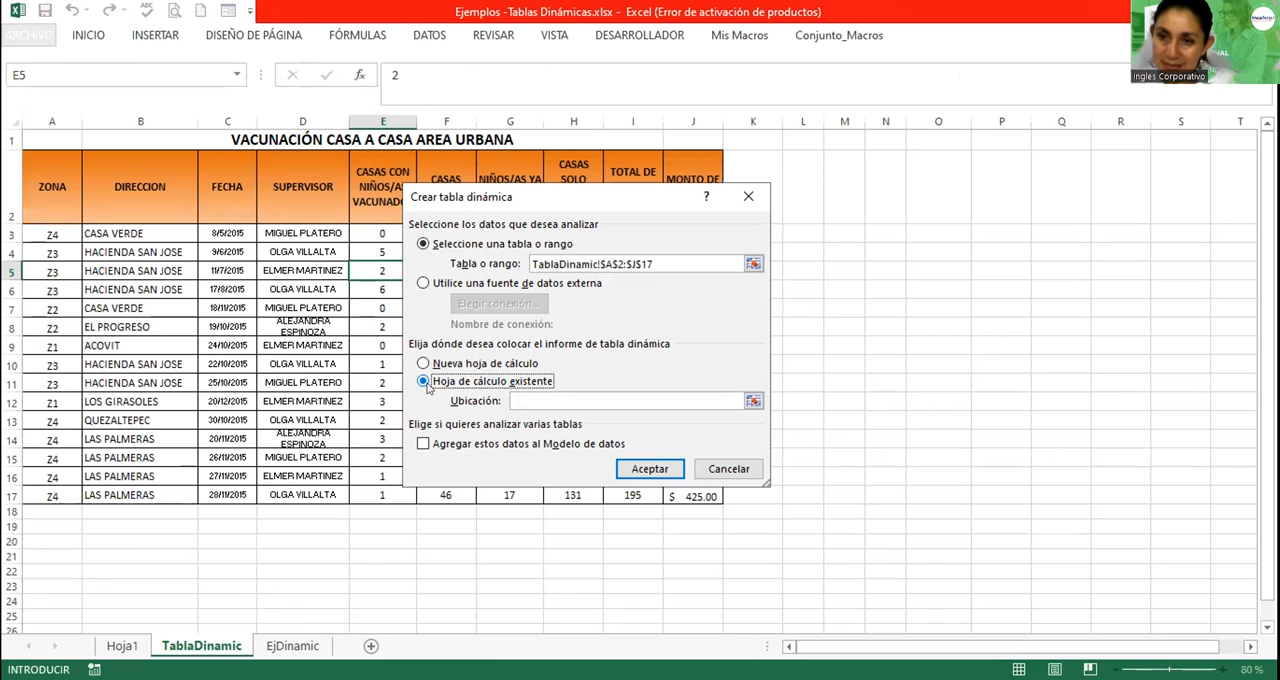 Ejemplos -Tablas Dinámicas.xlsx - Excel (Error de activación de productos)
ARCHIVO INICIO INSERTAR DISEÑO DE PÁGINA FÓRMULAS DATOS REVISAR VISTA DESARROLLADOR Mis Macros Conjunto_Macros
Ingles Corporativo
E5 fx 2
A B C D E F G H I J K L M N O P Q R S T
1 VACUNACIÓN CASA A CASA AREA URBANA
2 ZONA DIRECCION FECHA SUPERVISOR CASAS CON NIÑOS/AS VACUNADO CASAS NIÑOS/AS YA CASAS SOLO TOTAL DE MONTO DE
3 Z4 CASA VERDE 8/5/2015 MIGUEL PLATERO 0
4 Z3 HACIENDA SAN JOSE 9/6/2015 OLGA VILLALTA 5
5 Z3 HACIENDA SAN JOSE 11/7/2015 ELMER MARTINEZ 2
6 Z3 HACIENDA SAN JOSE 17/8/2015 OLGA VILLALTA 6
7 Z2 CASA VERDE 18/11/2015 MIGUEL PLATERO 0
8 Z2 EL PROGRESO 19/10/2015 ALEJANDRA ESPINOZA 2
9 Z1 ACOVIT 24/10/2015 ELMER MARTINEZ 0
10 Z3 HACIENDA SAN JOSE 22/10/2015 OLGA VILLALTA 1
11 Z3 HACIENDA SAN JOSE 25/10/2015 MIGUEL PLATERO 2
12 Z1 LOS GIRASOLES 20/12/2015 ELMER MARTINEZ 3
13 Z4 QUEZALTEPEC 30/10/2015 OLGA VILLALTA 2
14 Z4 LAS PALMERAS 20/11/2015 ALEJANDRA ESPINOZA 3
15 Z4 LAS PALMERAS 26/11/2015 MIGUEL PLATERO 2
16 Z4 LAS PALMERAS 27/11/2015 ELMER MARTINEZ 1
17 Z4 LAS PALMERAS 28/11/2015 OLGA VILLALTA 1 46 17 131 195 $ 425.00
18
19
20
21
22
23
24
25
26
Crear tabla dinámica ?
Seleccione los datos que desea analizar
Seleccione una tabla o rango
Tabla o rango: TablaDinamic!$A$2:$J$17
Utilice una fuente de datos externa
Elegir conexión...
Nombre de conexión:
Elija dónde desea colocar el informe de tabla dinámica
Nueva hoja de cálculo
Hoja de cálculo existente
Ubicación:
Elige si quieres analizar varias tablas
Agregar estos datos al Modelo de datos
Aceptar Cancelar
Hoja1 TablaDinamic EjDinamic
INTRODUCIR 80 %